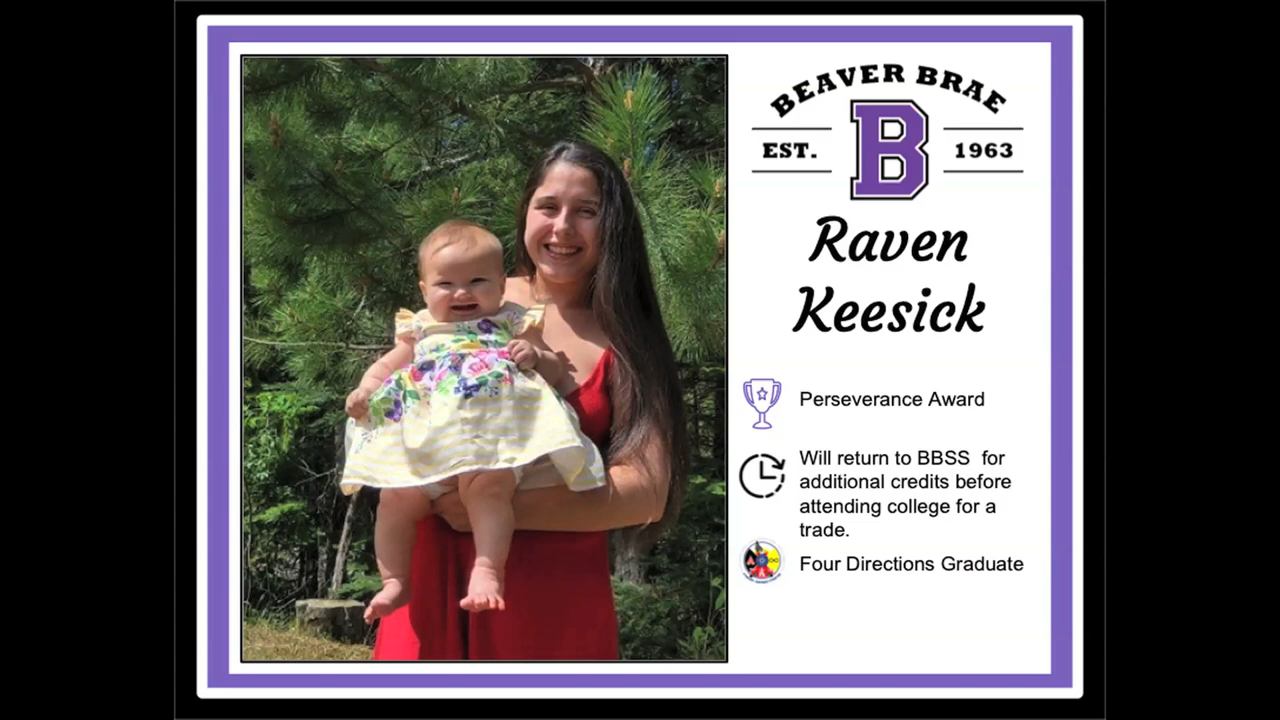 BEAVER BRAE
EST. B 1963
Raven
Keesick
Perseverance Award
Will return to BBSS for
additional credits before
attending college for a
trade.
Four Directions Graduate